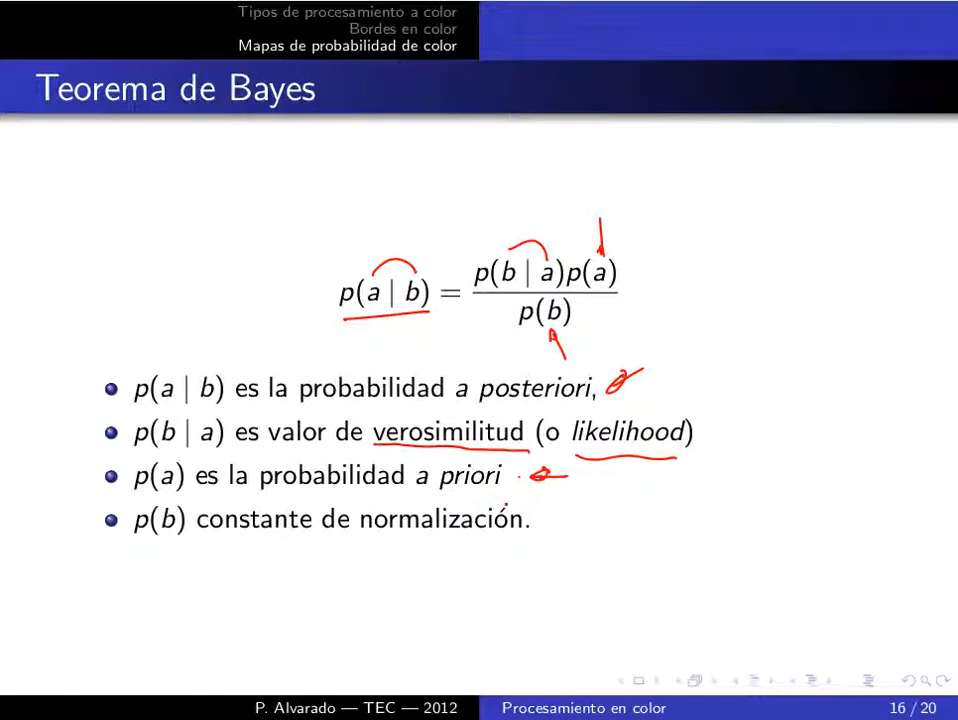 Tipos de procesamiento a color
Bordes en color
Mapas de probabilidad de color
Teorema de Bayes
p(a | b) = p(b | a)p(a) / p(b)
p(a | b) es la probabilidad a posteriori,
p(b | a) es valor de verosimilitud (o likelihood)
p(a) es la probabilidad a priori
p(b) constante de normalización.
P. Alvarado — TEC — 2012 Procesamiento en color 16 / 20